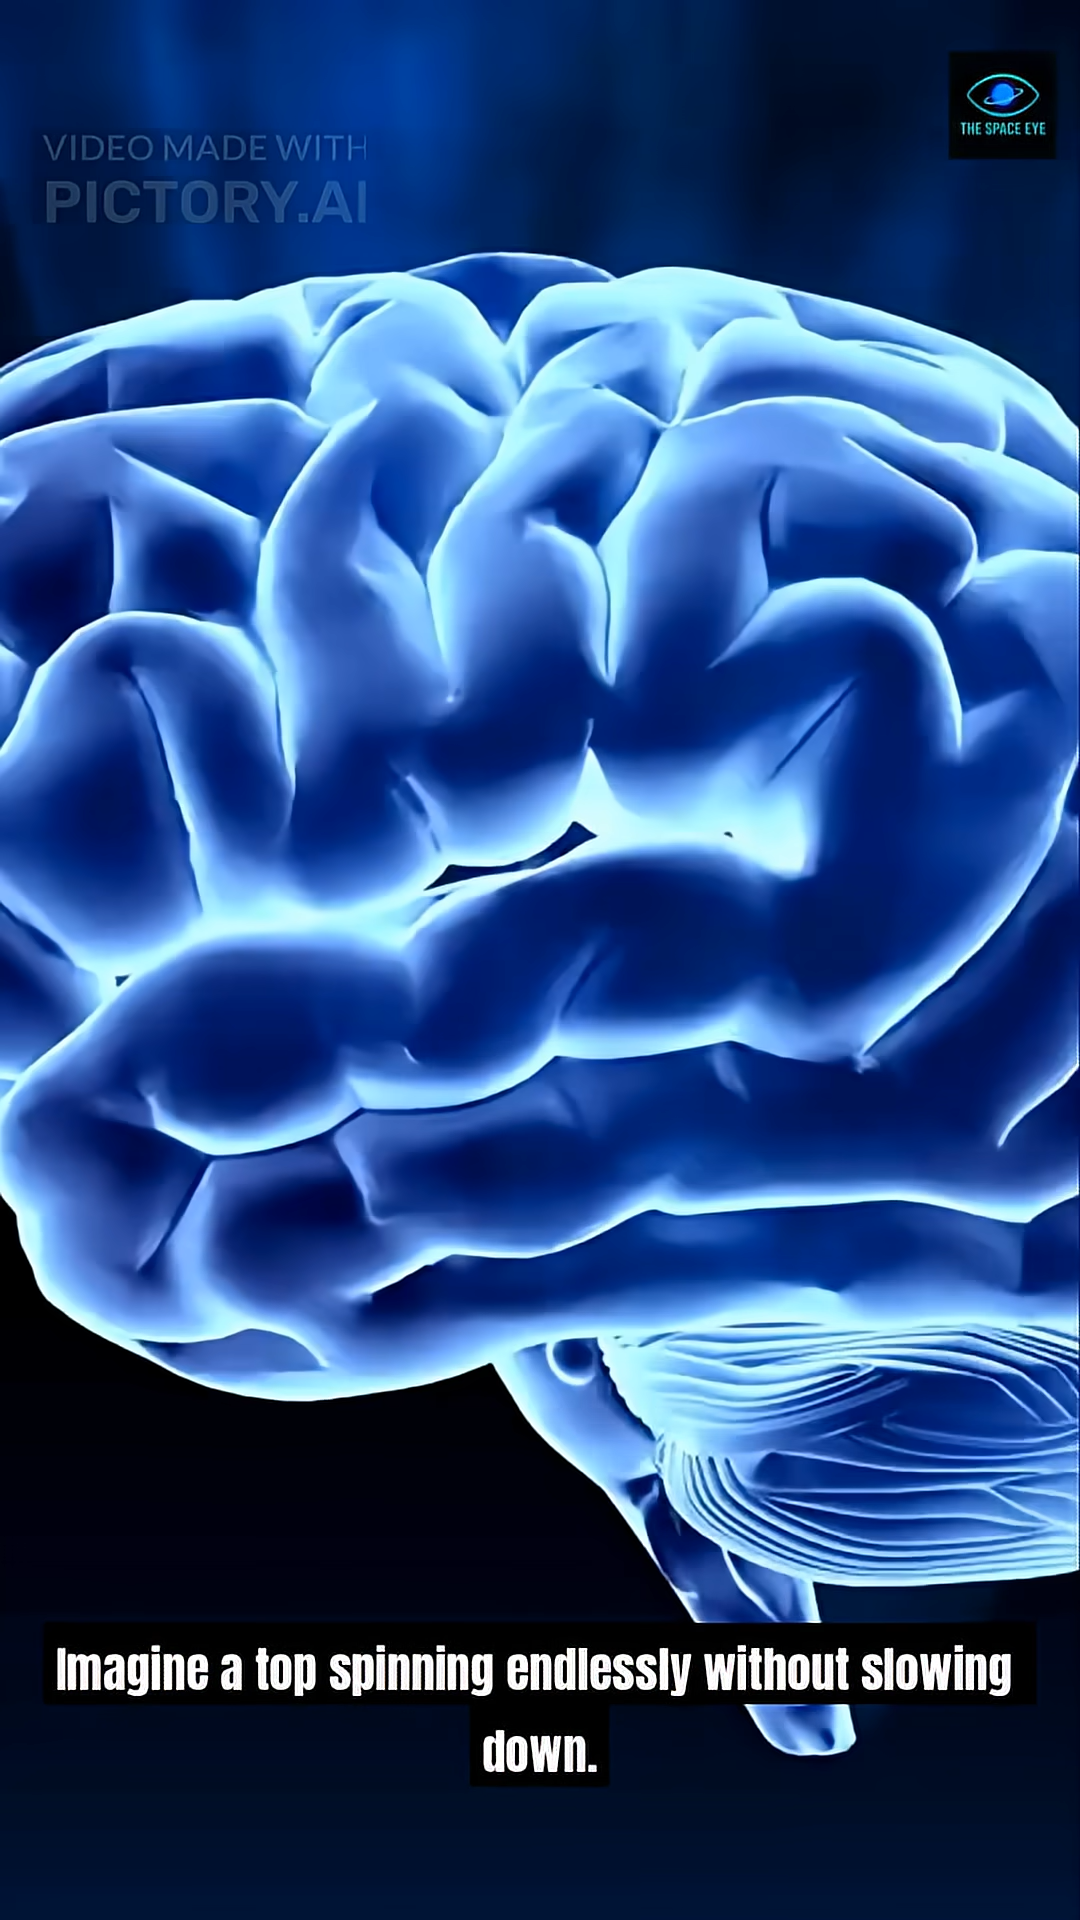 THE SPACE EYE
VIDEO MADE WITH
PICTORY.AI
Imagine a top spinning endlessly without slowing
down.